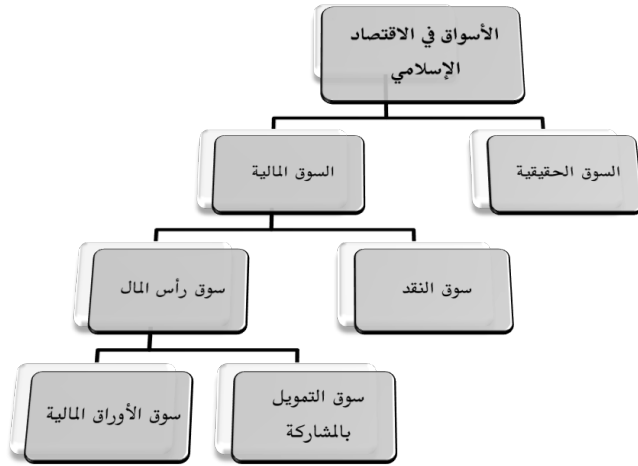 الأسواق في الاقتصاد
الإسلامي
السوق الحقيقية
السوق المالية
سوق النقد
سوق رأس المال
سوق التمويل
بالمشاركة
سوق الأوراق المالية